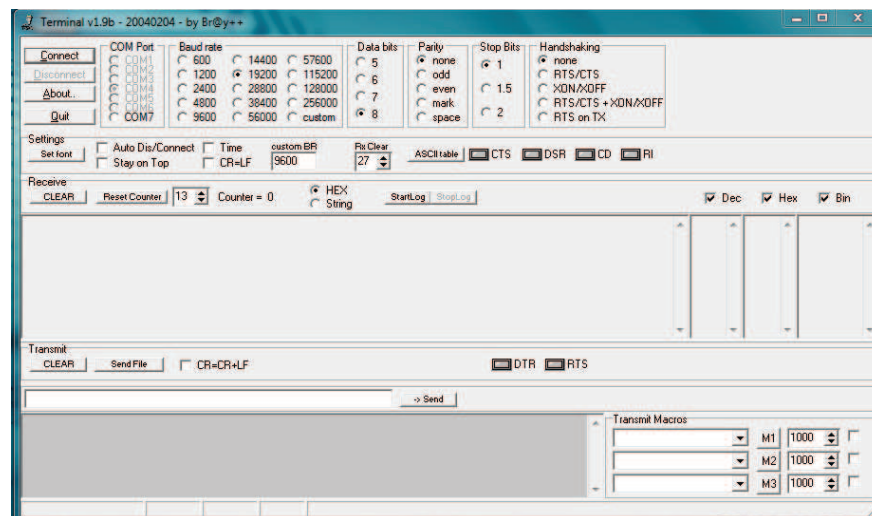 Terminal v1.9b - 20040204 - by Br@y++
Connect
Disconnect
About..
Quit
COM Port
COM1
COM2
COM3
COM4
COM5
COM6
COM7
Baud rate
600 14400 57600
1200 19200 115200
2400 28800 128000
4800 38400 256000
9600 56000 custom
Data bits
5
6
7
8
Parity
none
odd
even
mark
space
Stop Bits
1
1.5
2
Handshaking
none
RTS/CTS
XON/XOFF
RTS/CTS + XON/XOFF
RTS on TX
Settings
Set font
Auto Dis/Connect Time
Stay on Top CR=LF
custom BR
9600
Rx Clear
27
ASCII table CTS DSR CD RI
Receive
CLEAR Reset Counter 13 Counter = 0
HEX
String
StartLog StopLog
Dec Hex Bin
Transmit
CLEAR Send File CR=CR+LF DTR RTS
-> Send
Transmit Macros
M1 1000
M2 1000
M3 1000